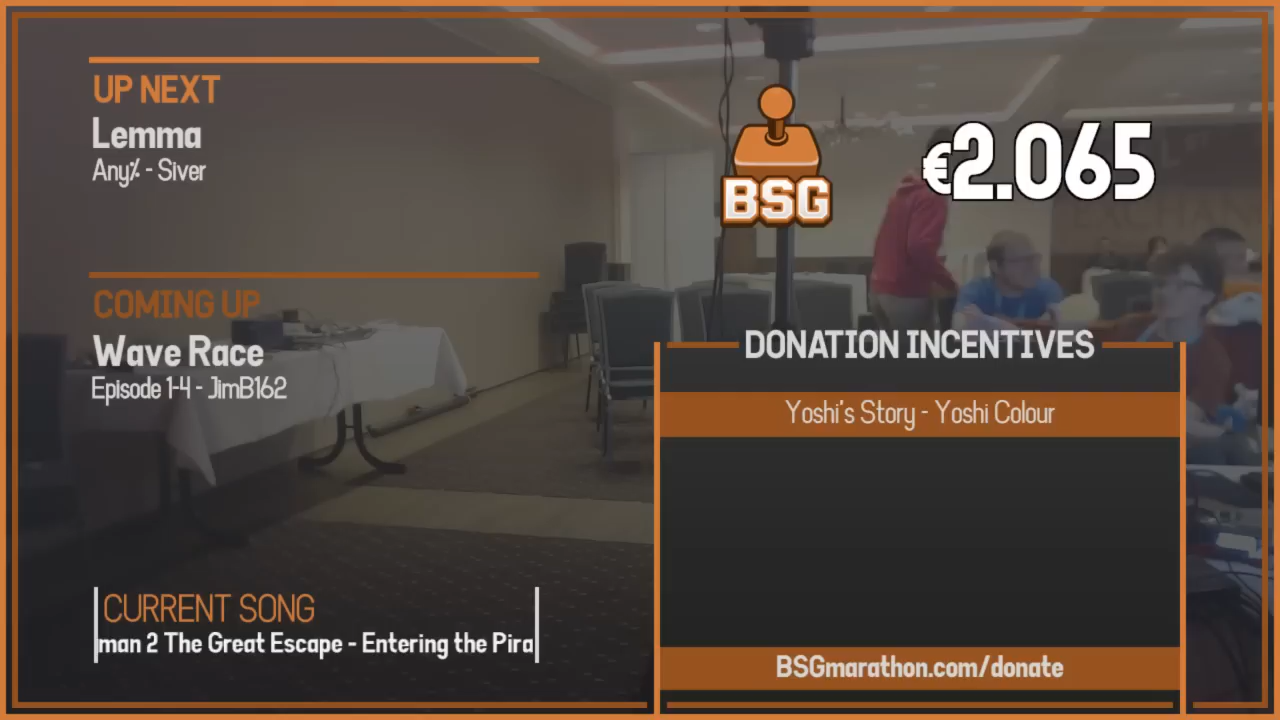 UP NEXT
Lemma
Any% - Siver
COMING UP
Wave Race
Episode 1-4 - JimB162
CURRENT SONG
man 2 The Great Escape - Entering the Pira
BSG
€2.065
DONATION INCENTIVES
Yoshi's Story - Yoshi Colour
BSGmarathon.com/donate